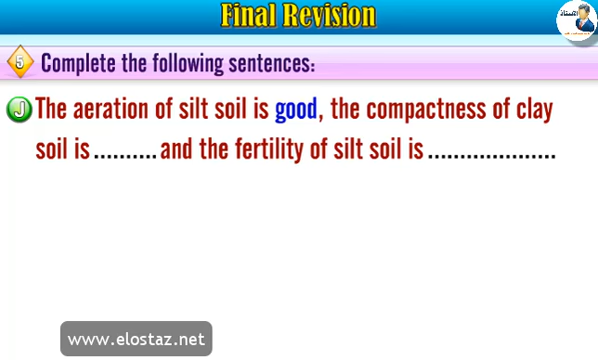 Final Revision
الأستاذ
5 Complete the following sentences:
J The aeration of silt soil is good, the compactness of clay
soil is .......... and the fertility of silt soil is ....................
www.elostaz.net